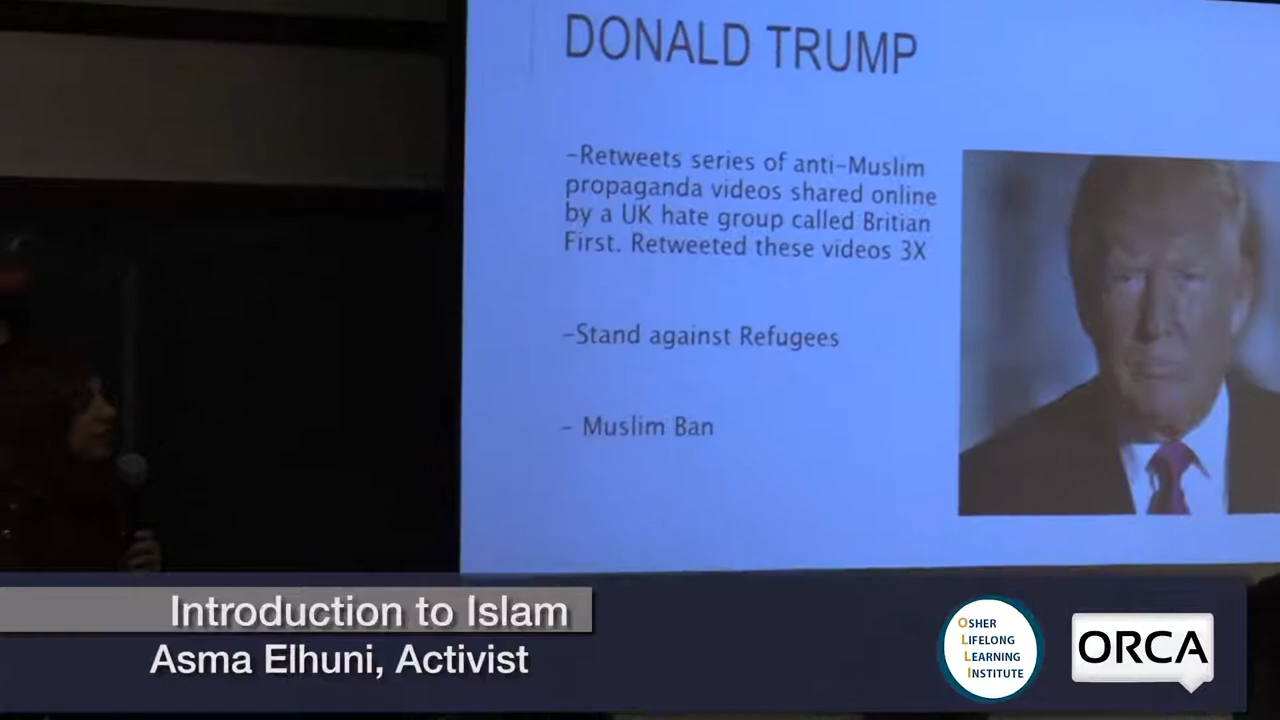 DONALD TRUMP
-Retweets series of anti-Muslim
propaganda videos shared online
by a UK hate group called Britian
First. Retweeted these videos 3X
-Stand against Refugees
- Muslim Ban
Introduction to Islam
Asma Elhuni, Activist
OSHER
LIFELONG
LEARNING
INSTITUTE
ORCA